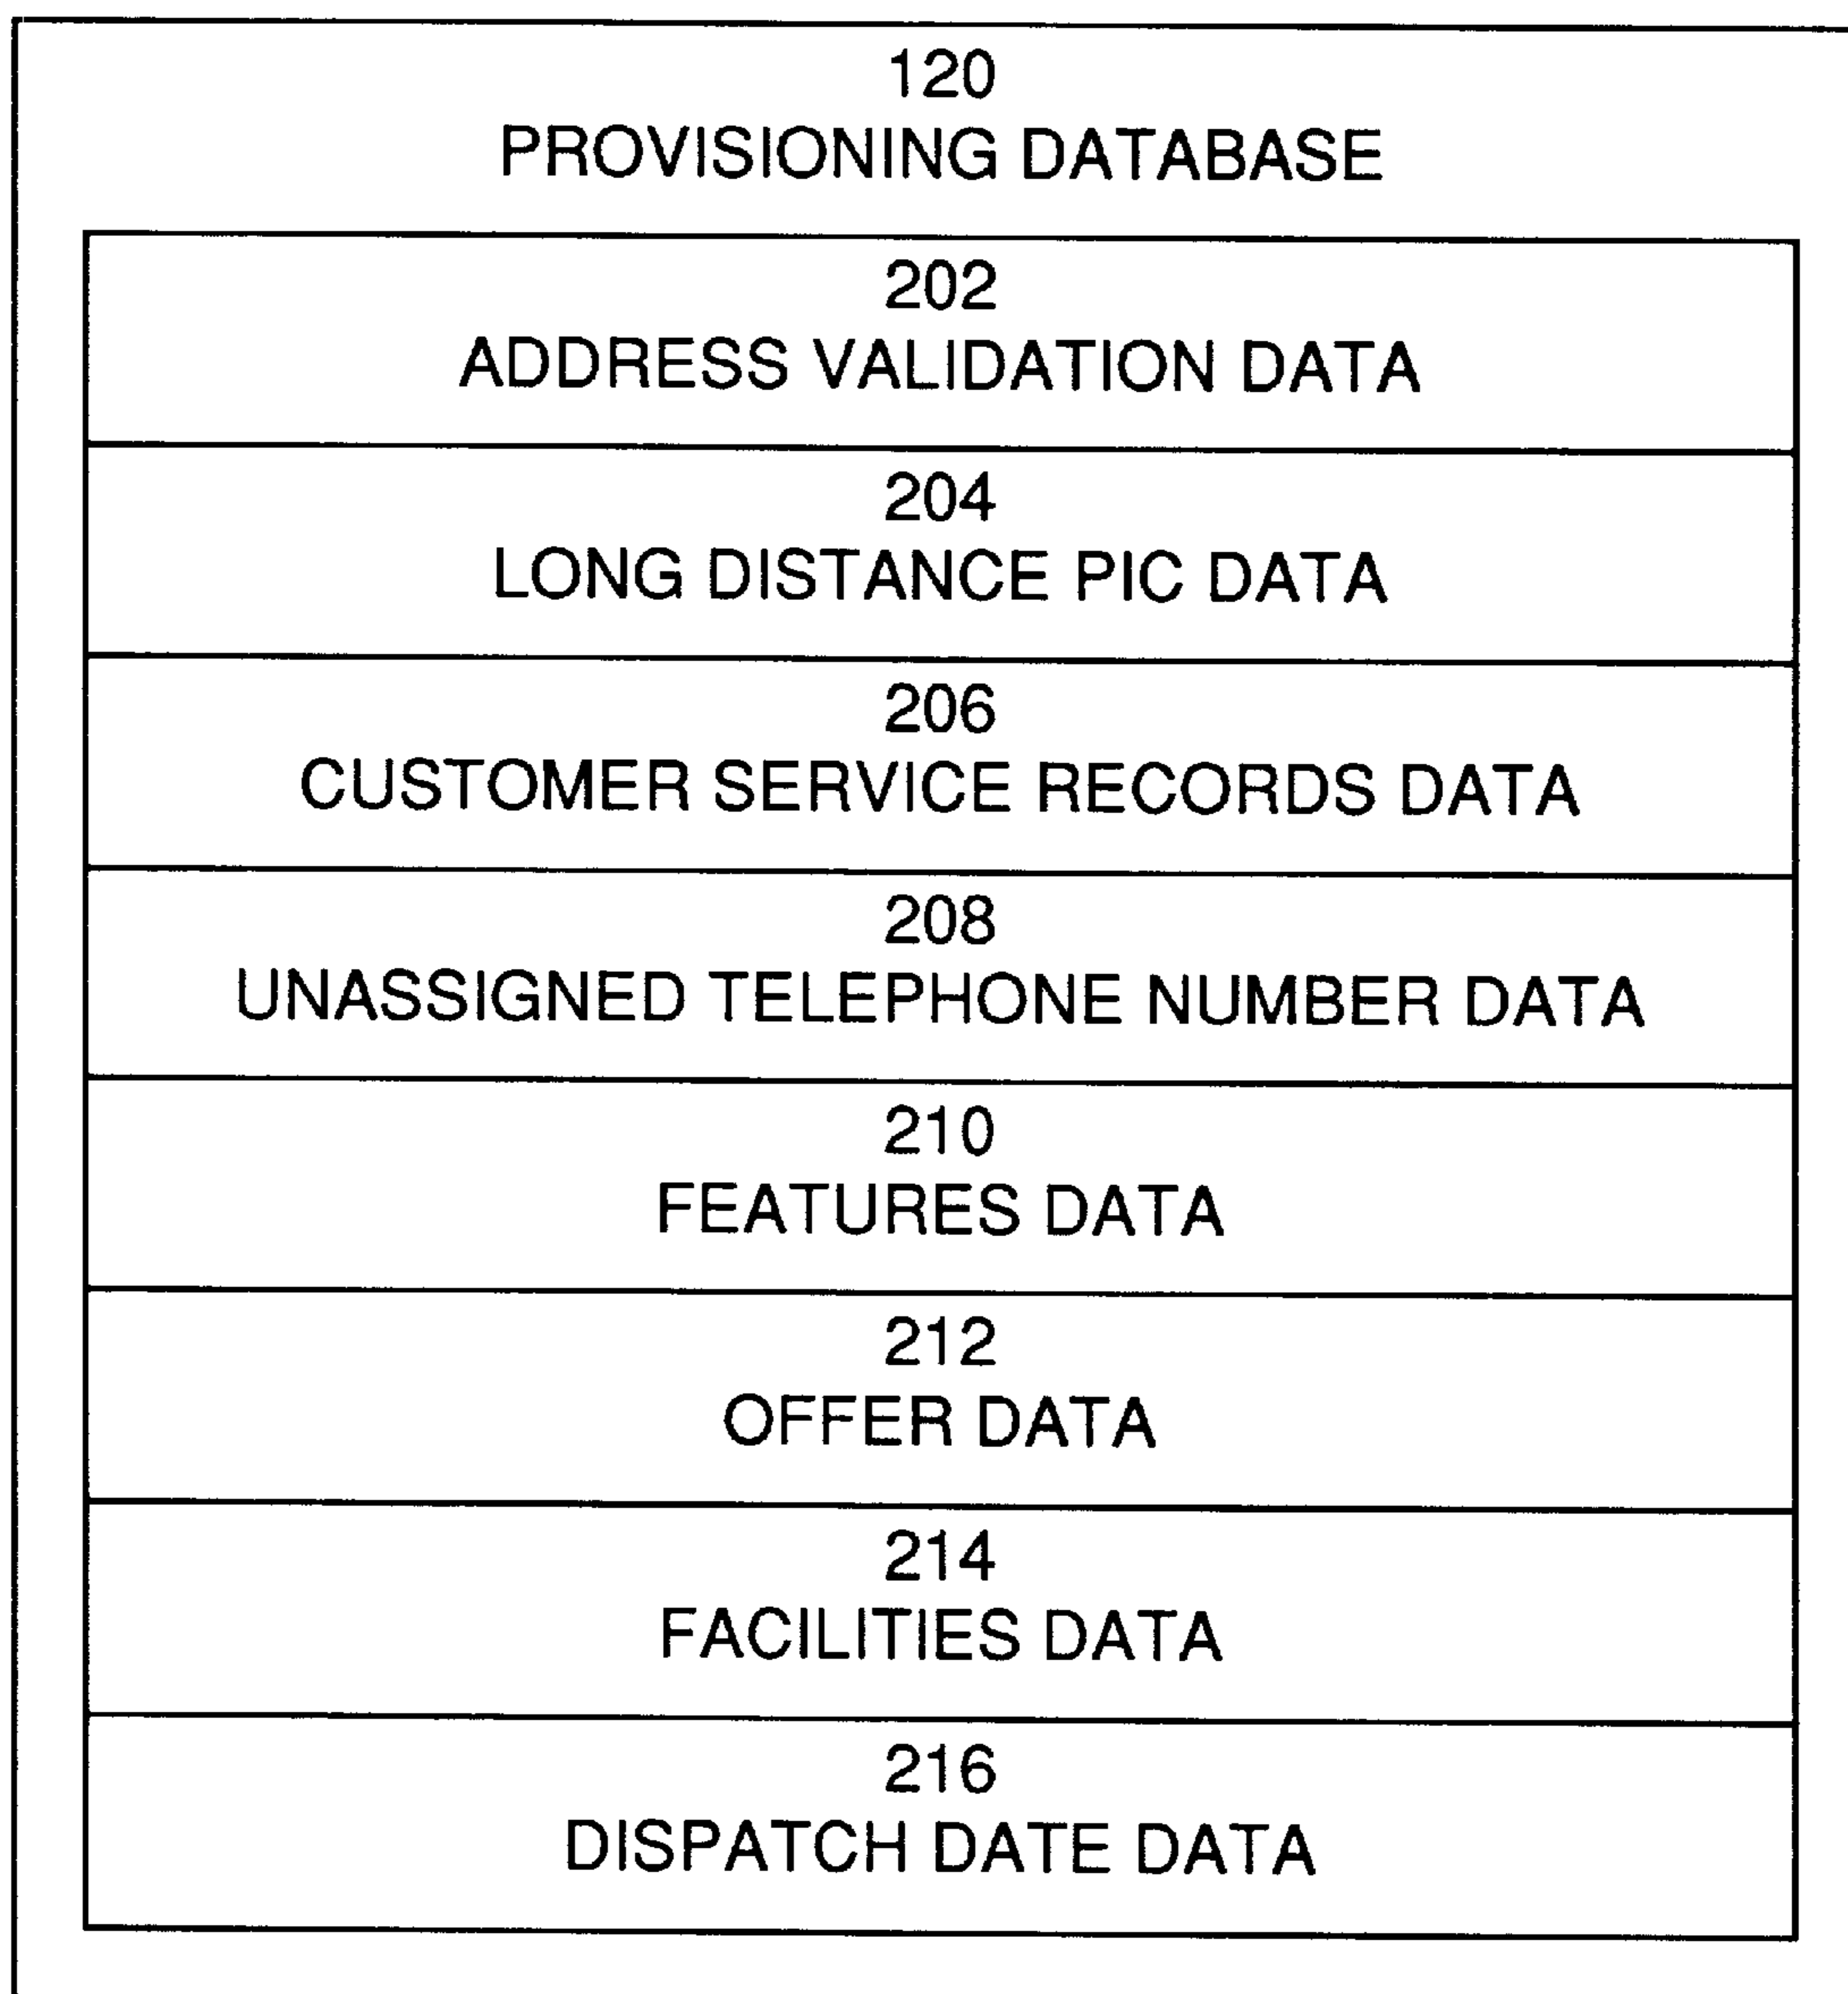 120
PROVISIONING DATABASE
202
ADDRESS VALIDATION DATA
204
LONG DISTANCE PIC DATA
206
CUSTOMER SERVICE RECORDS DATA
208
UNASSIGNED TELEPHONE NUMBER DATA
210
FEATURES DATA
212
OFFER DATA
214
FACILITIES DATA
216
DISPATCH DATE DATA